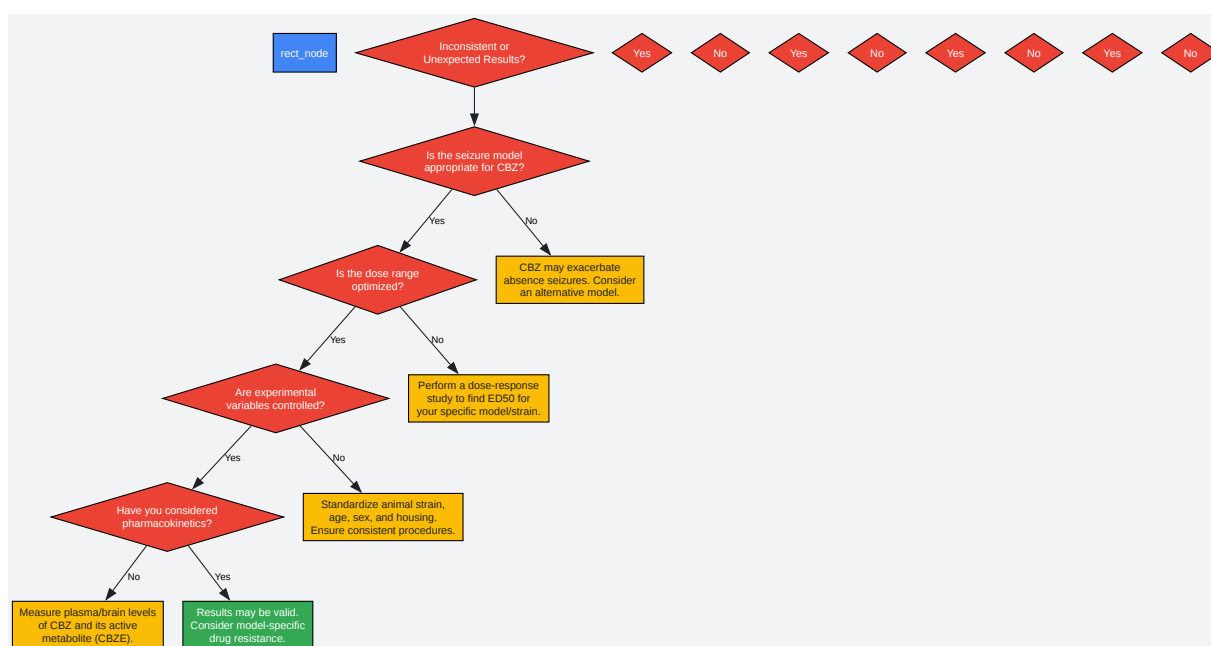 rect_node
Inconsistent or
Unexpected Results?
Yes
No
Yes
No
Yes
No
Yes
No
Is the seizure model
appropriate for CBZ?
Yes
No
Is the dose range
optimized?
CBZ may exacerbate
absence seizures. Consider
an alternative model.
Yes
No
Are experimental
variables controlled?
Perform a dose-response
study to find ED50 for
your specific model/strain.
Yes
No
Have you considered
pharmacokinetics?
Standardize animal strain,
age, sex, and housing.
Ensure consistent procedures.
No
Yes
Measure plasma/brain levels
of CBZ and its active
metabolite (CBZE).
Results may be valid.
Consider model-specific
drug resistance.